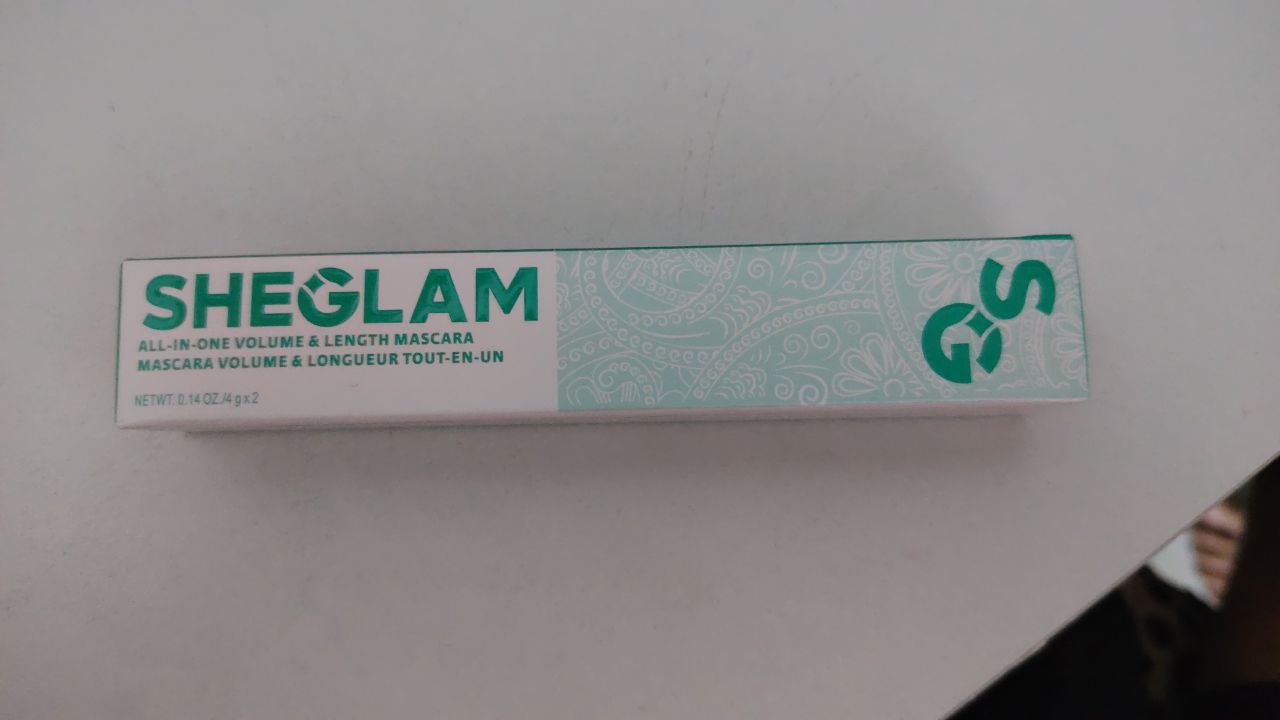 SHEGLAM
ALL-IN-ONE VOLUME & LENGTH MASCARA
MASCARA VOLUME & LONGUEUR TOUT-EN-UN
NETWT. 0.14 OZ./4 g x 2
SG